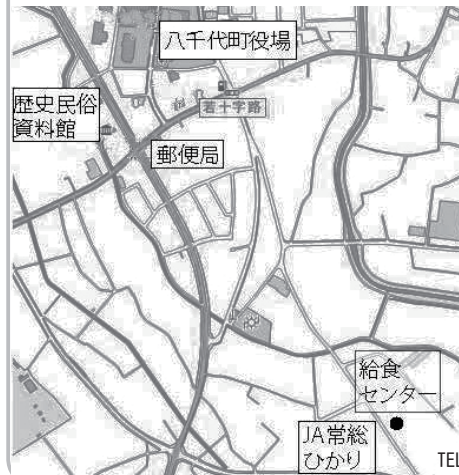 八千代町役場
歴史民俗
資料館
若十字路
郵便局
給食
センター
JA常総
ひかり
TEL